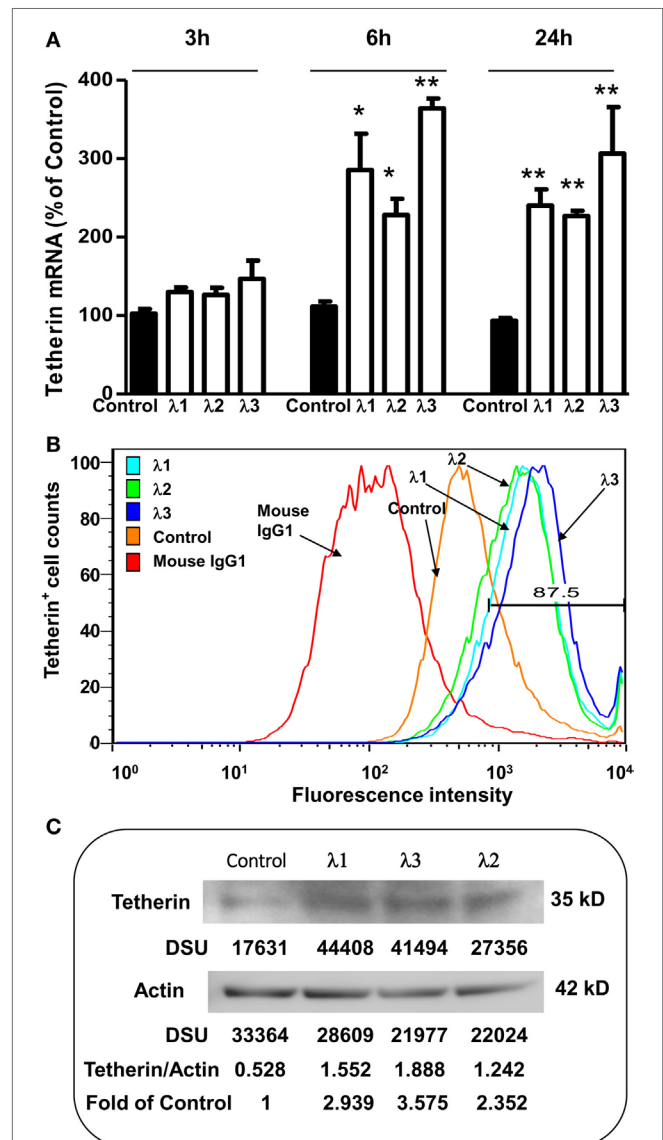 A
3h 6h 24h
Tetherin mRNA (% of Control)
400
300
200
100
0
* * ** ** ** **
Control λ1 λ2 λ3 Control λ1 λ2 λ3 Control λ1 λ2 λ3
B
Tetherin⁺ cell counts
100
80
60
40
20
0
λ1
λ2
λ3
Control
Mouse IgG1
Mouse IgG1
Control
λ1
λ2
λ3
87.5
10⁰ 10¹ 10² 10³ 10⁴
Fluorescence intensity
C
Control λ1 λ3 λ2
Tetherin 35 kD
DSU 17631 44408 41494 27356
Actin 42 kD
DSU 33364 28609 21977 22024
Tetherin/Actin 0.528 1.552 1.888 1.242
Fold of Control 1 2.939 3.575 2.352